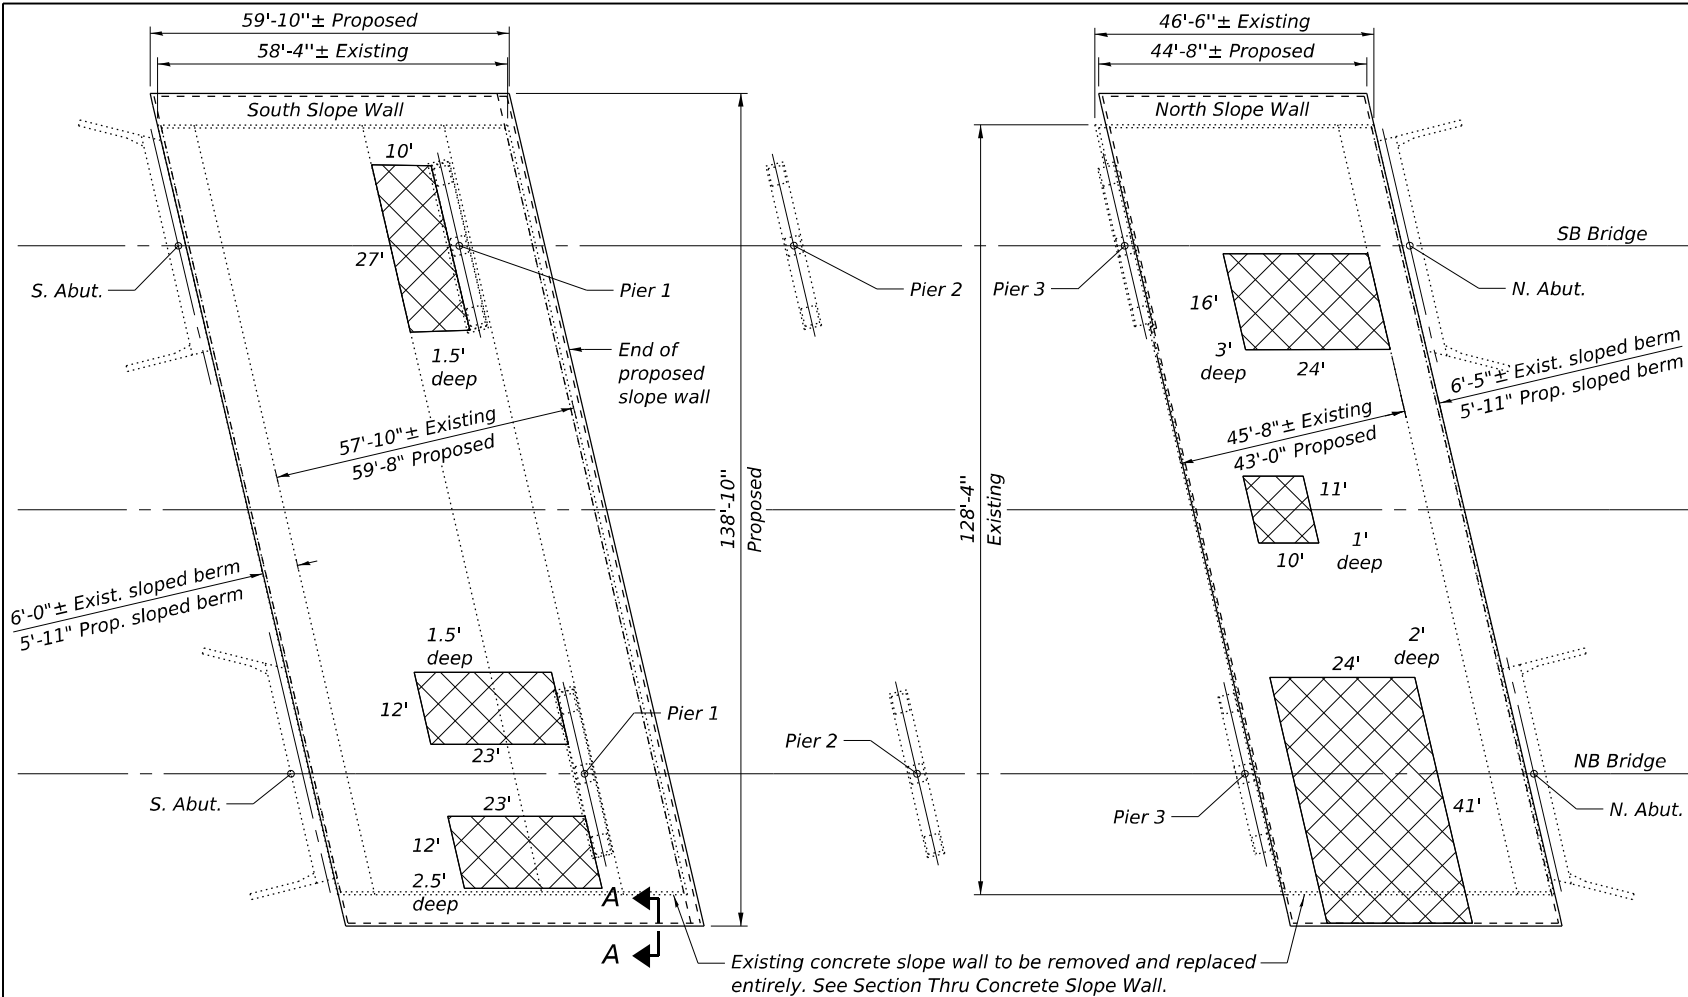 59'-10"± Proposed
58'-4"± Existing
South Slope Wall
46'-6"± Existing
44'-8"± Proposed
North Slope Wall
10'
27'
1.5'
deep
S. Abut.
Pier 1
Pier 2
Pier 3
SB Bridge
N. Abut.
16'
3'
deep
24'
End of
proposed
slope wall
57'-10"± Existing
59'-8" Proposed
138'-10"
Proposed
128'-4"
Existing
45'-8"± Existing
43'-0" Proposed
6'-5"± Exist. sloped berm
5'-11" Prop. sloped berm
11'
10'
1'
deep
6'-0"± Exist. sloped berm
5'-11" Prop. sloped berm
1.5'
deep
12'
23'
Pier 1
Pier 2
S. Abut.
23'
12'
2.5'
deep
24'
2'
deep
41'
NB Bridge
Pier 3
N. Abut.
A
A
Existing concrete slope wall to be removed and replaced
entirely. See Section Thru Concrete Slope Wall.